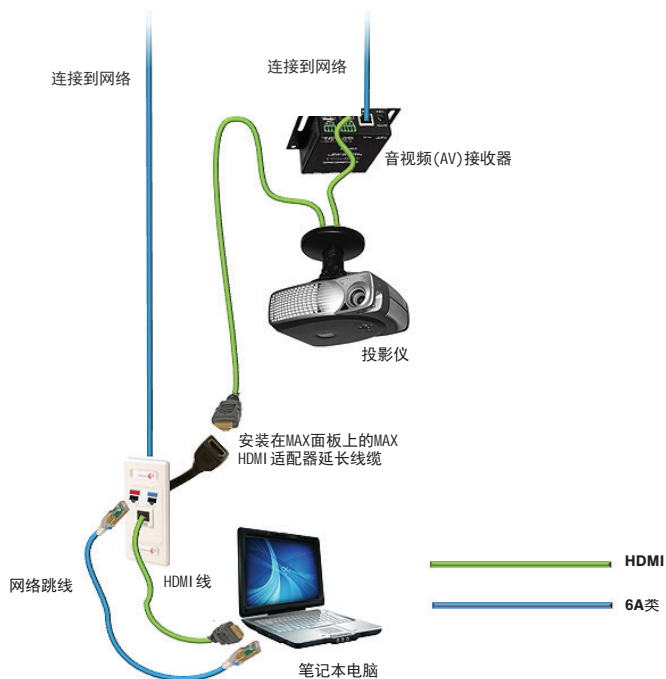 连接到网络
连接到网络
音视频(AV)接收器
投影仪
安装在MAX面板上的MAX
HDMI适配器延长线缆
网络跳线
HDMI线
HDMI
6A类
笔记本电脑